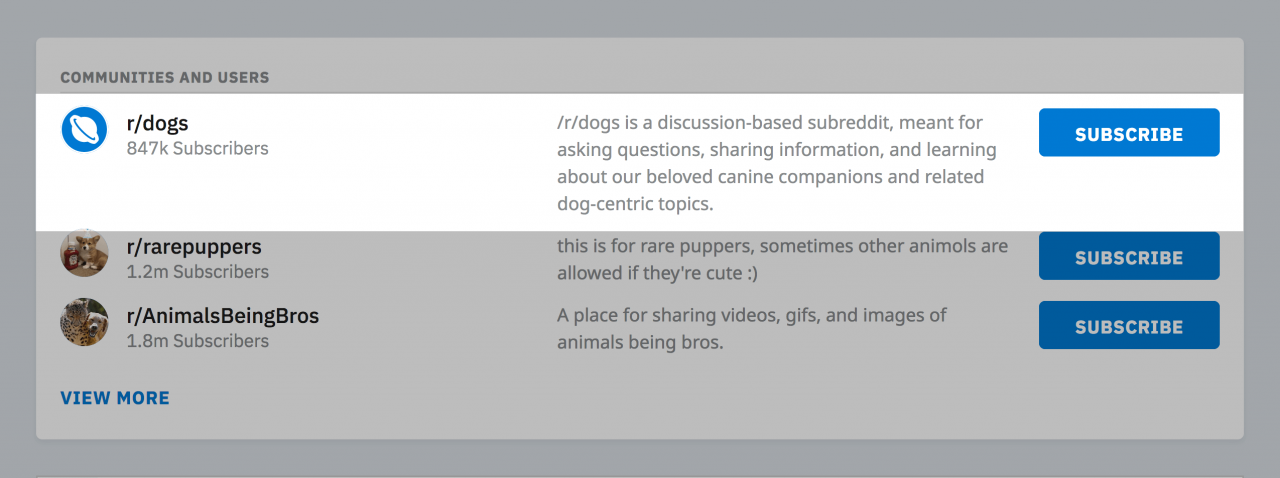 COMMUNITIES AND USERS
r/dogs
847k Subscribers
/r/dogs is a discussion-based subreddit, meant for
asking questions, sharing information, and learning
about our beloved canine companions and related
dog-centric topics.
SUBSCRIBE
r/rarepuppers
1.2m Subscribers
this is for rare puppers, sometimes other animols are
allowed if they're cute :)
SUBSCRIBE
r/AnimalsBeingBros
1.8m Subscribers
A place for sharing videos, gifs, and images of
animals being bros.
SUBSCRIBE
VIEW MORE